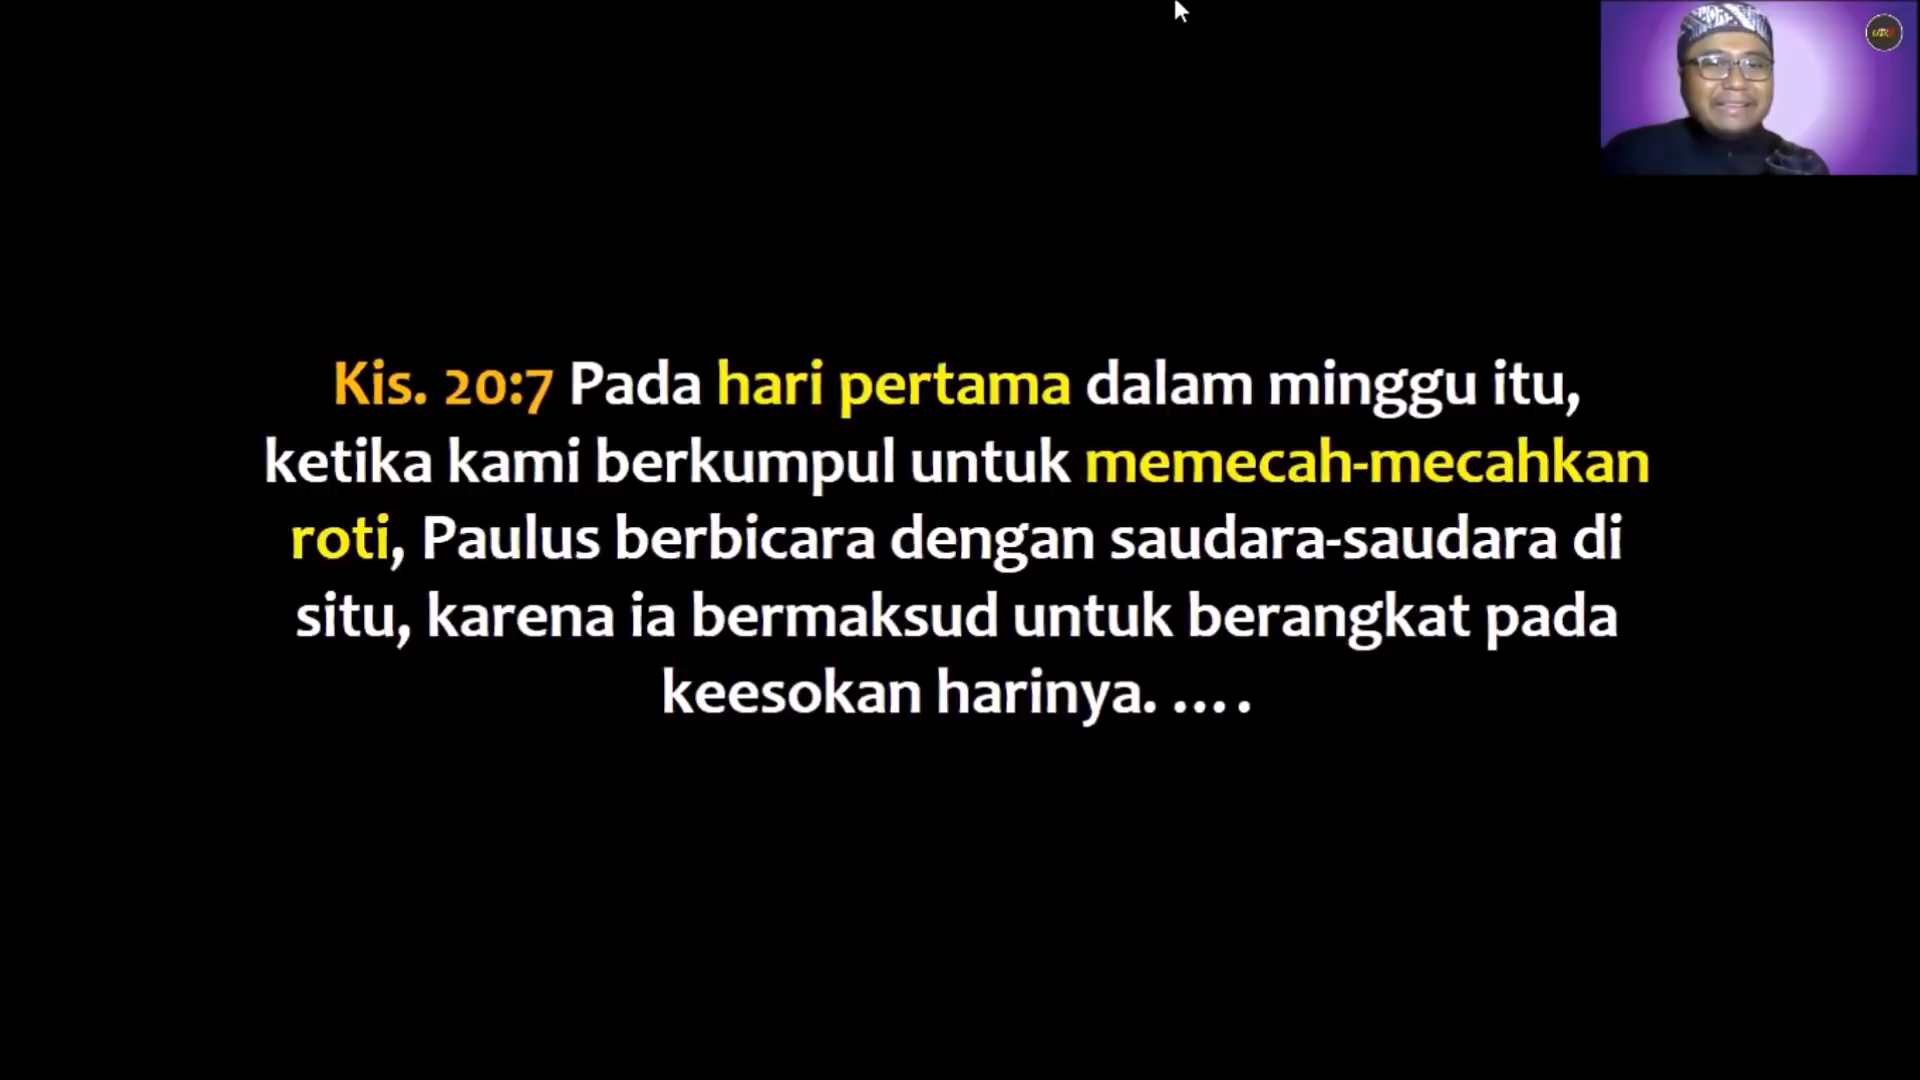 Kis. 20:7 Pada hari pertama dalam minggu itu,
ketika kami berkumpul untuk memecah-mecahkan
roti, Paulus berbicara dengan saudara-saudara di
situ, karena ia bermaksud untuk berangkat pada
keesokan harinya. ....